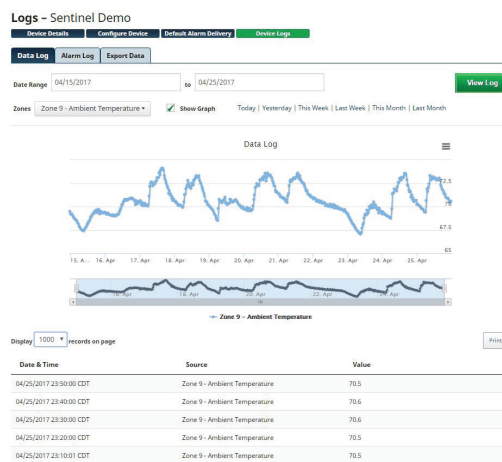 Logs – Sentinel Demo
Device Details Configure Device Default Alarm Delivery Device Logs
Data Log Alarm Log Export Data
Date Range 04/15/2017 to 04/25/2017 View Log
Zones Zone 9 - Ambient Temperature Show Graph Today | Yesterday | This Week | Last Week | This Month | Last Month
Data Log
72.5
70
67.5
65
15. A... 16. Apr 17. Apr 18. Apr 19. Apr 20. Apr 21. Apr 22. Apr 23. Apr 24. Apr 25. Apr
16. Apr 18. Apr 20. Apr 22. Apr 24. Apr
Zone 9 – Ambient Temperature
Display 1000 records on page Print
Date & Time Source Value
04/25/2017 23:50:00 CDT Zone 9 - Ambient Temperature 70.5
04/25/2017 23:40:00 CDT Zone 9 - Ambient Temperature 70.6
04/25/2017 23:30:00 CDT Zone 9 - Ambient Temperature 70.6
04/25/2017 23:20:00 CDT Zone 9 - Ambient Temperature 70.5
04/25/2017 23:10:01 CDT Zone 9 - Ambient Temperature 70.5